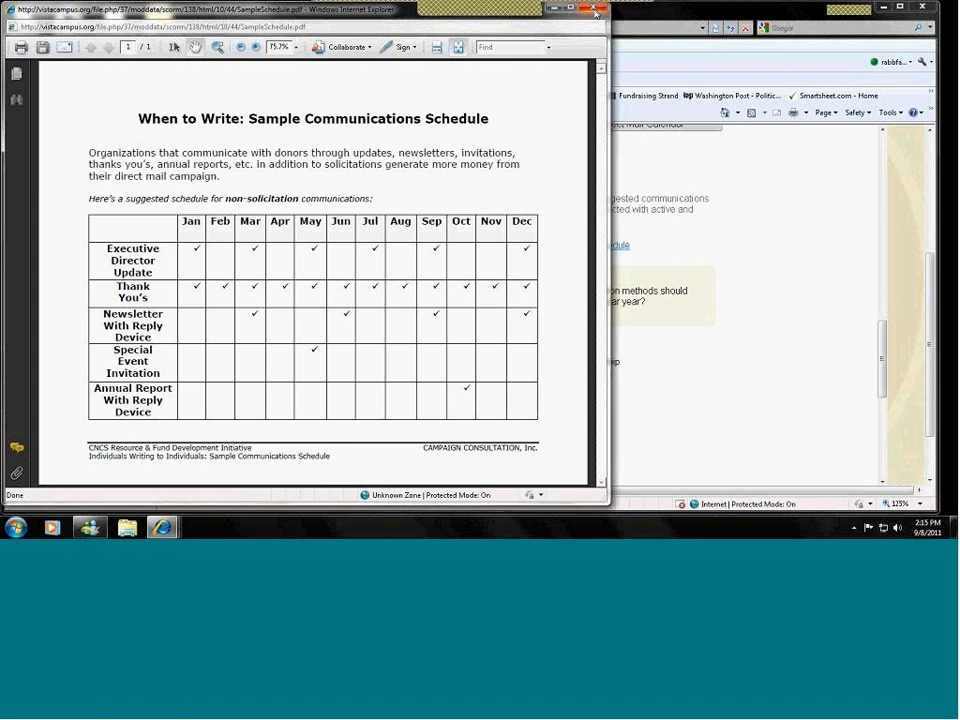 http://vistacampus.org/file.php/37/moddata/scorm/138/html/10/44/SampleSchedule.pdf - Windows Internet Explorer
http://vistacampus.org/file.php/37/moddata/scorm/138/html/10/44/SampleSchedule.pdf
Google
1 / 1
75.7%
Collaborate
Sign
Find
rabbfa...
Fundraising Strand
Washington Post - Politic...
Smartsheet.com - Home
Page
Safety
Tools
When to Write: Sample Communications Schedule
Organizations that communicate with donors through updates, newsletters, invitations,
thanks you's, annual reports, etc. in addition to solicitations generate more money from
their direct mail campaign.
Here's a suggested schedule for non-solicitation communications:
Jan Feb Mar Apr May Jun Jul Aug Sep Oct Nov Dec
Executive
Director
Update
Thank
You's
Newsletter
With Reply
Device
Special
Event
Invitation
Annual Report
With Reply
Device
CNCS Resource & Fund Development Initiative
CAMPAIGN CONSULTATION, Inc.
Individuals Writing to Individuals: Sample Communications Schedule
ect Mail Calendar
gested communications
cted with active and
dule
on methods should
ar year?
ip
Done
Unknown Zone | Protected Mode: On
Internet | Protected Mode: On
125%
2:15 PM
9/8/2011